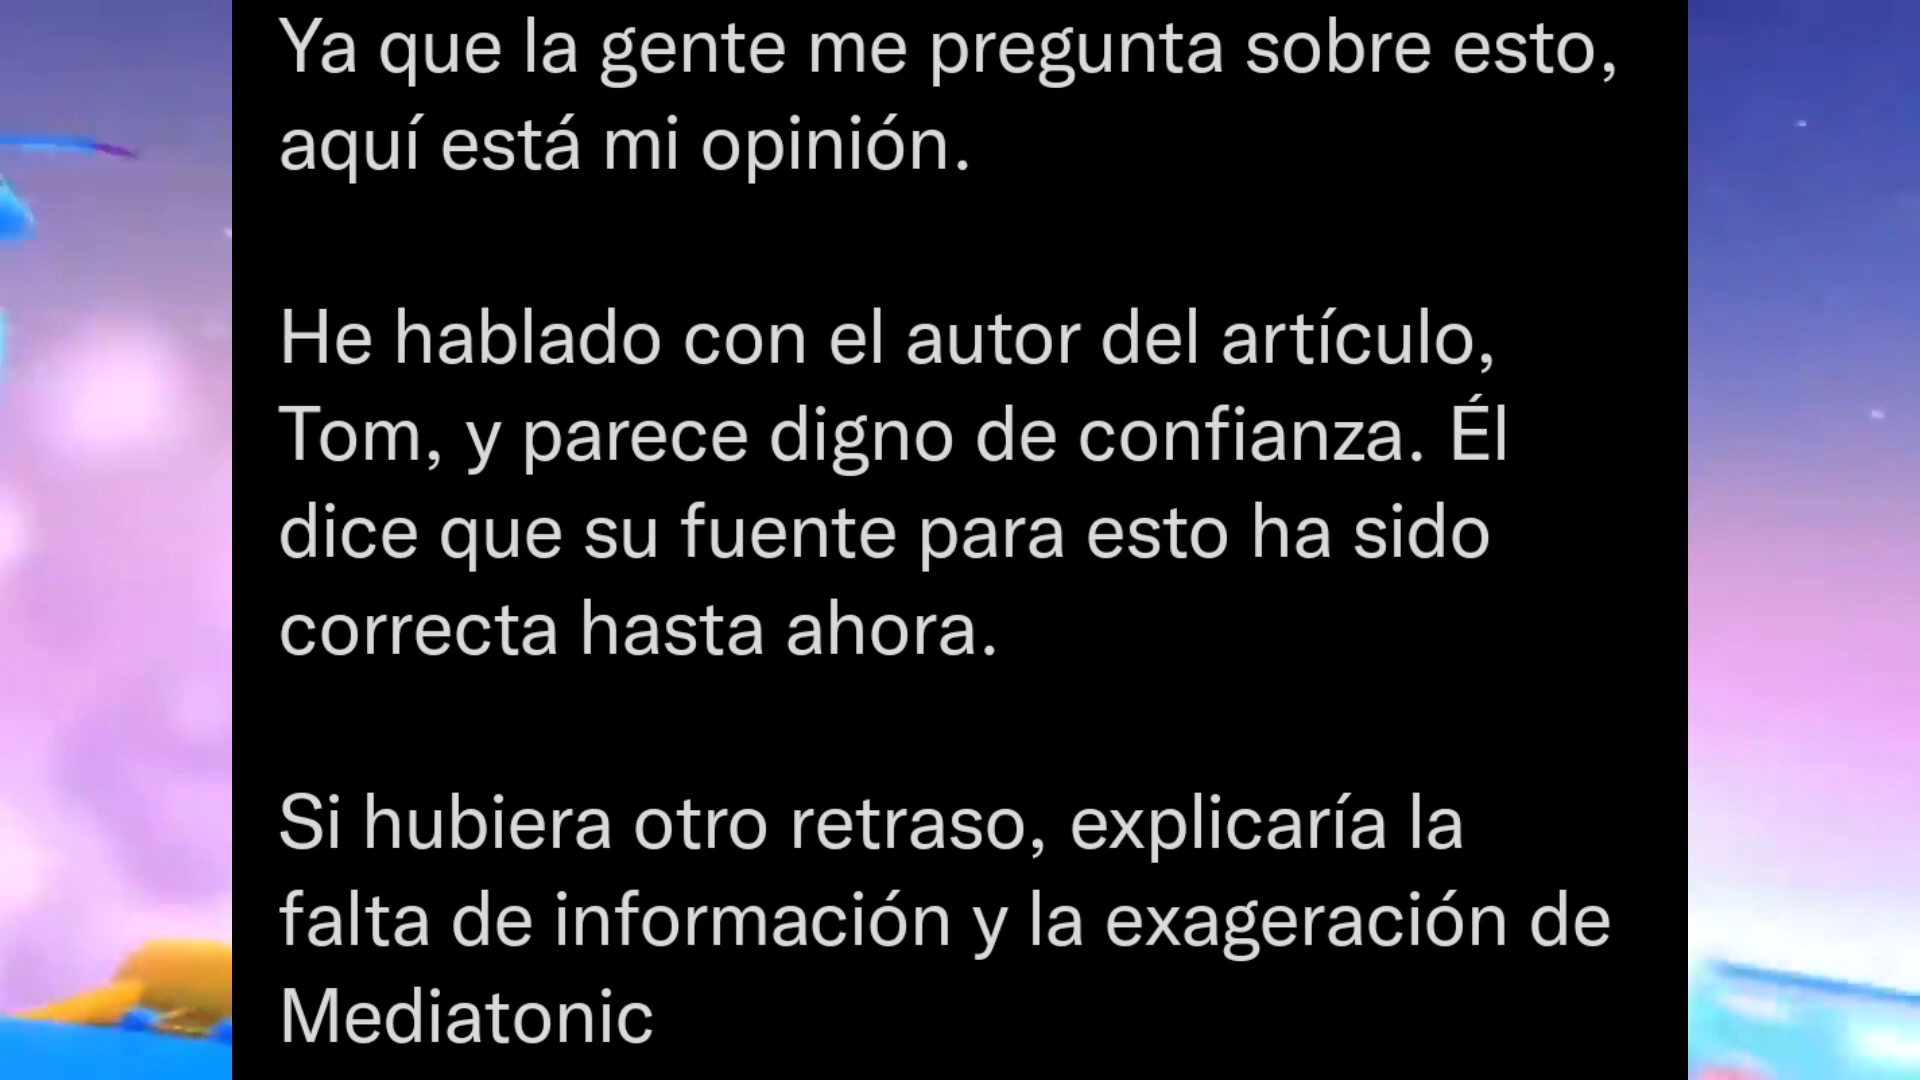 Ya que la gente me pregunta sobre esto,
aquí está mi opinión.
He hablado con el autor del artículo,
Tom, y parece digno de confianza. Él
dice que su fuente para esto ha sido
correcta hasta ahora.
Si hubiera otro retraso, explicaría la
falta de información y la exageración de
Mediatonic